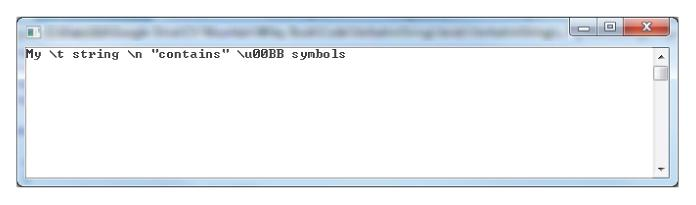 My \t string \n "contains" \u00BB symbols